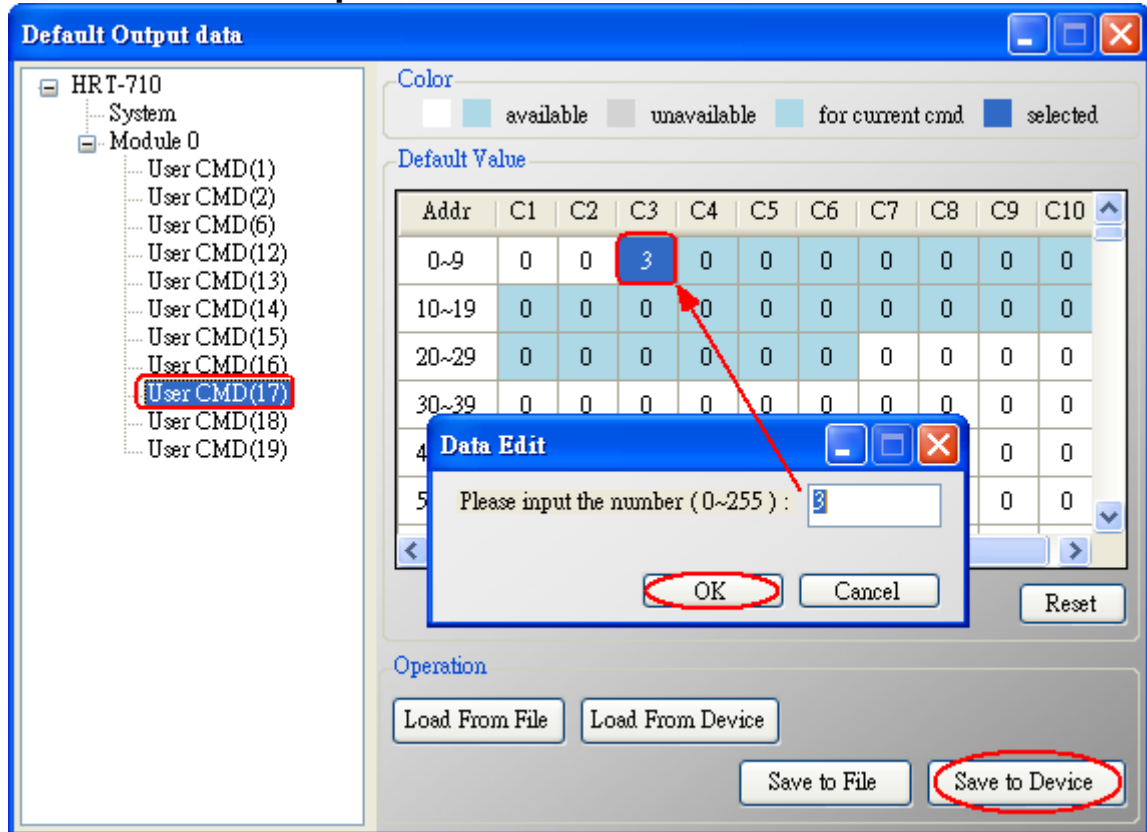 Default Output data
HRT-710
System
Module 0
User CMD(1)
User CMD(2)
User CMD(6)
User CMD(12)
User CMD(13)
User CMD(14)
User CMD(15)
User CMD(16)
User CMD(17)
User CMD(18)
User CMD(19)
Color
available unavailable for current cmd selected
Default Value
Addr C1 C2 C3 C4 C5 C6 C7 C8 C9 C10
0~9 0 0 3 0 0 0 0 0 0 0
10~19 0 0 0 0 0 0 0 0 0 0
20~29 0 0 0 0 0 0 0 0 0 0
30~39 0 0 0 0 0 0 0 0 0 0
4 0 0
5 0 0
Data Edit
Please input the number ( 0~255 ) : 3
OK Cancel
Reset
Operation
Load From File Load From Device
Save to File Save to Device